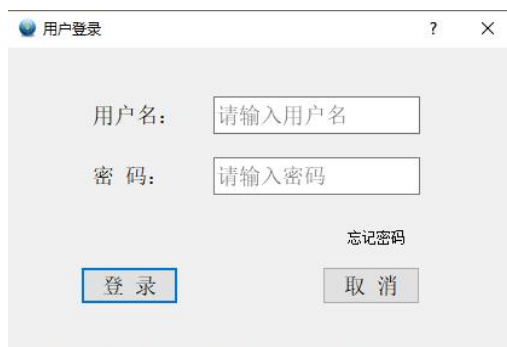 用户登录 ?
用户名： 请输入用户名
密 码： 请输入密码
忘记密码
登 录 取 消